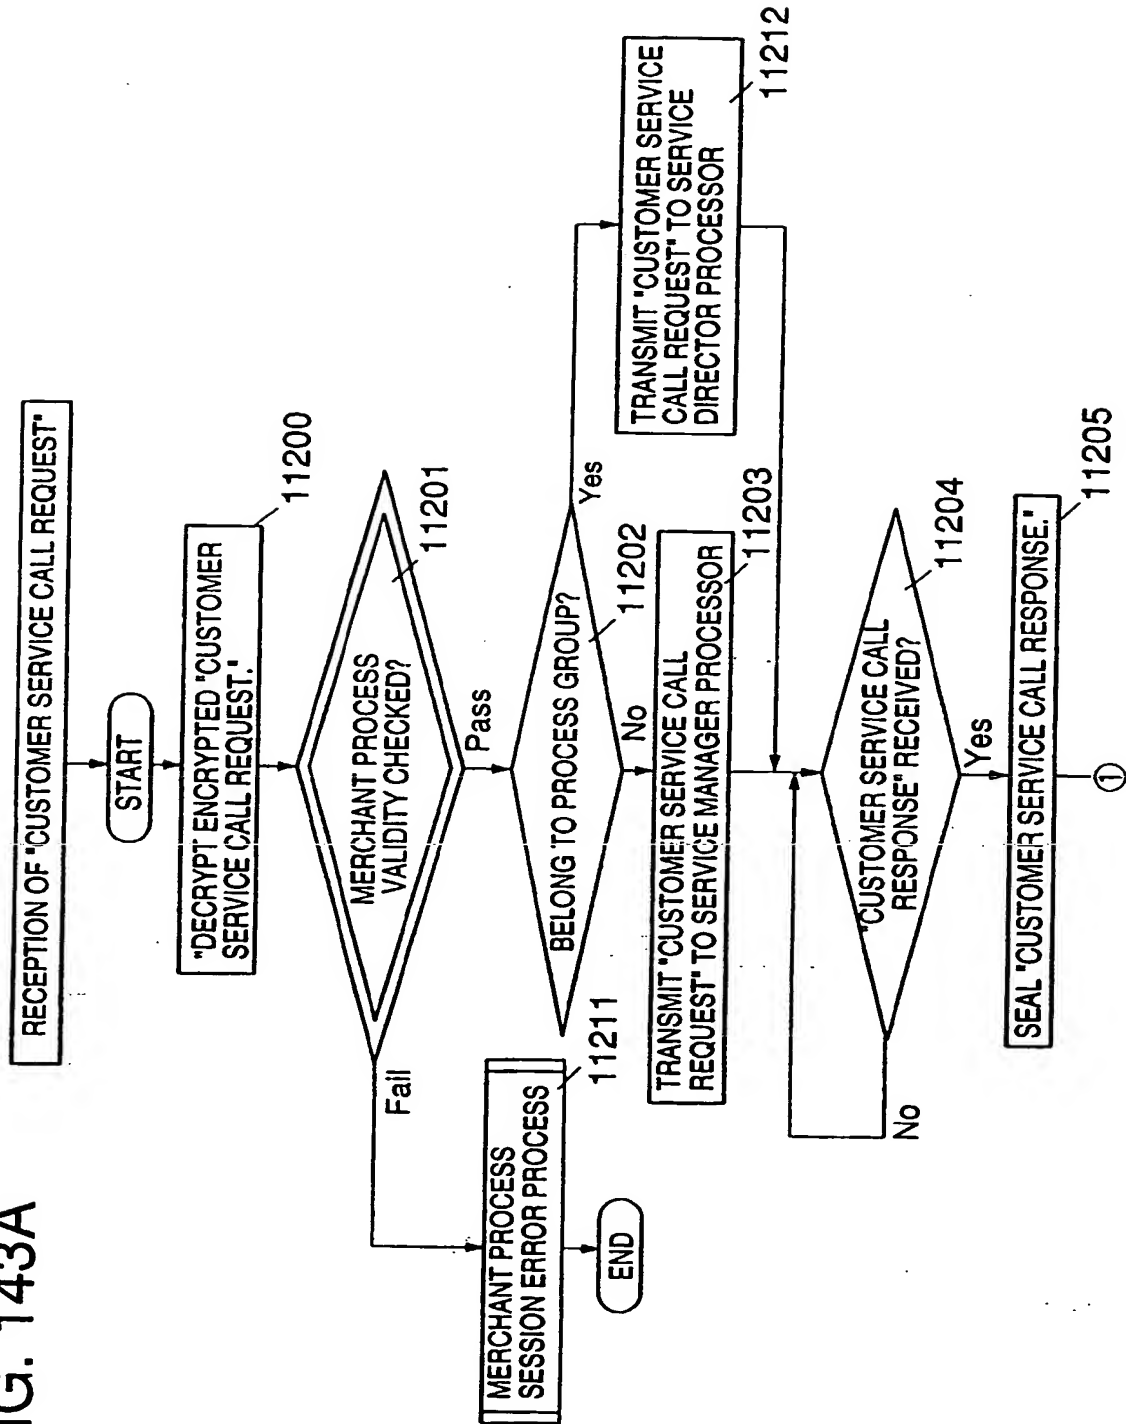 IG. 143A
RECEPTION OF "CUSTOMER SERVICE CALL REQUEST"
START
"DECRYPT ENCRYPTED "CUSTOMER
SERVICE CALL REQUEST."
11200
MERCHANT PROCESS
VALIDITY CHECKED?
11201
Fail
Pass
MERCHANT PROCESS
SESSION ERROR PROCESS
11211
END
BELONG TO PROCESS GROUP?
11202
Yes
No
TRANSMIT "CUSTOMER SERVICE
CALL REQUEST" TO SERVICE
DIRECTOR PROCESSOR
11212
TRANSMIT "CUSTOMER SERVICE CALL
REQUEST" TO SERVICE MANAGER PROCESSOR
11203
"CUSTOMER SERVICE CALL
RESPONSE" RECEIVED?
11204
No
Yes
SEAL "CUSTOMER SERVICE CALL RESPONSE."
11205
1